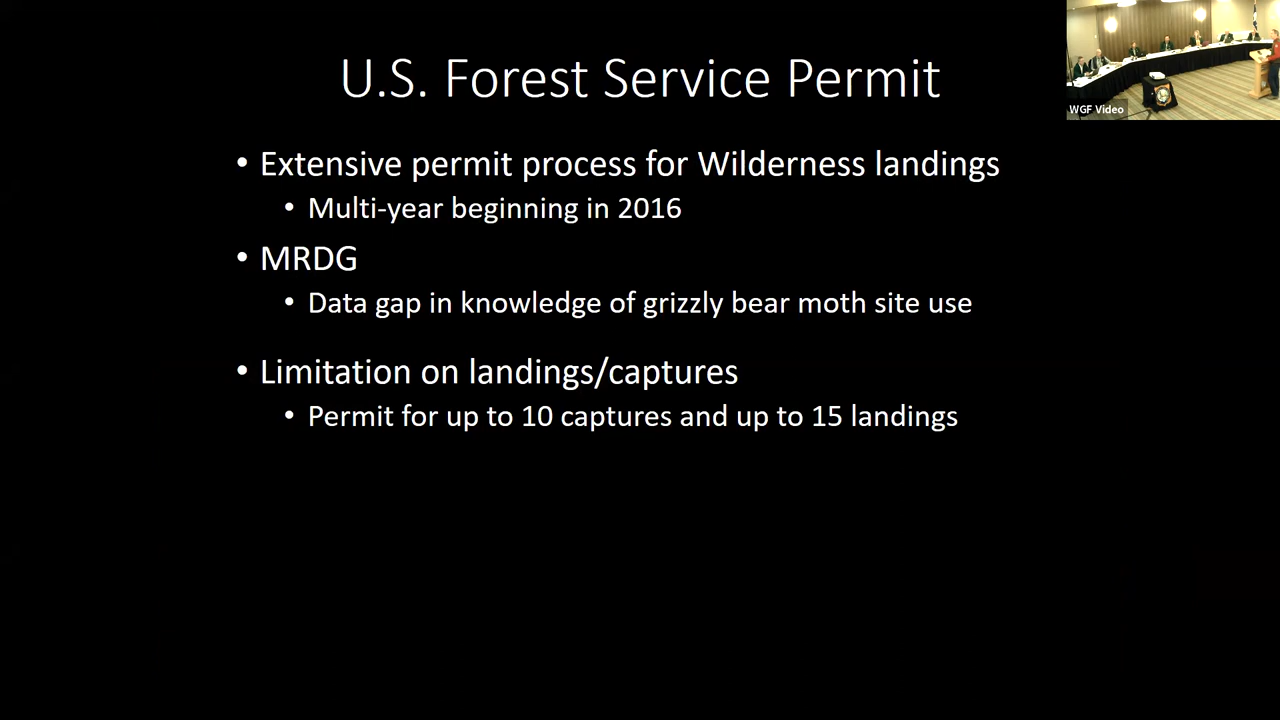 U.S. Forest Service Permit
• Extensive permit process for Wilderness landings
• Multi-year beginning in 2016
• MRDG
• Data gap in knowledge of grizzly bear moth site use
• Limitation on landings/captures
• Permit for up to 10 captures and up to 15 landings
WGF Video